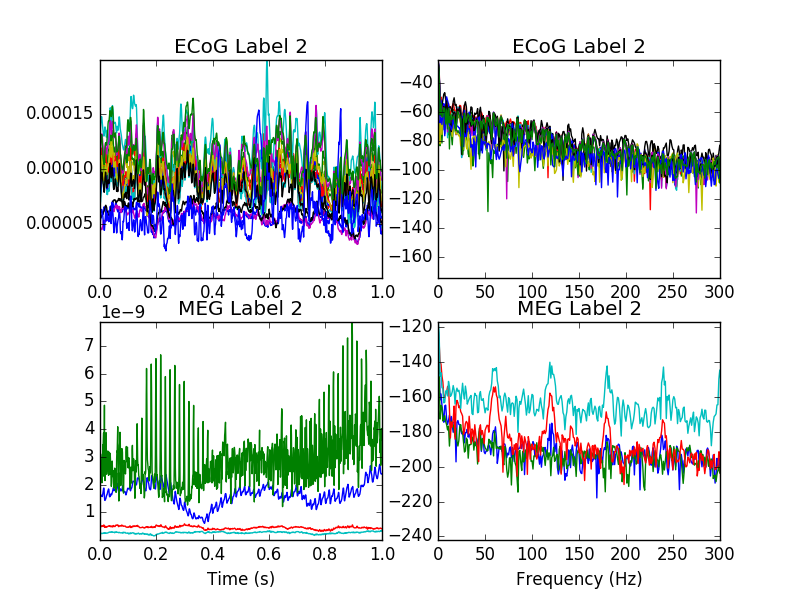 ECoG Label 2
ECoG Label 2
0.00015
0.00010
0.00005
0.0 0.2 0.4 0.6 0.8 1.0
−40
−60
−80
−100
−120
−140
−160
0 50 100 150 200 250 300
MEG Label 2
MEG Label 2
1e−9
7
6
5
4
3
2
1
0.0 0.2 0.4 0.6 0.8 1.0
Time (s)
−120
−140
−160
−180
−200
−220
−240
0 50 100 150 200 250 300
Frequency (Hz)